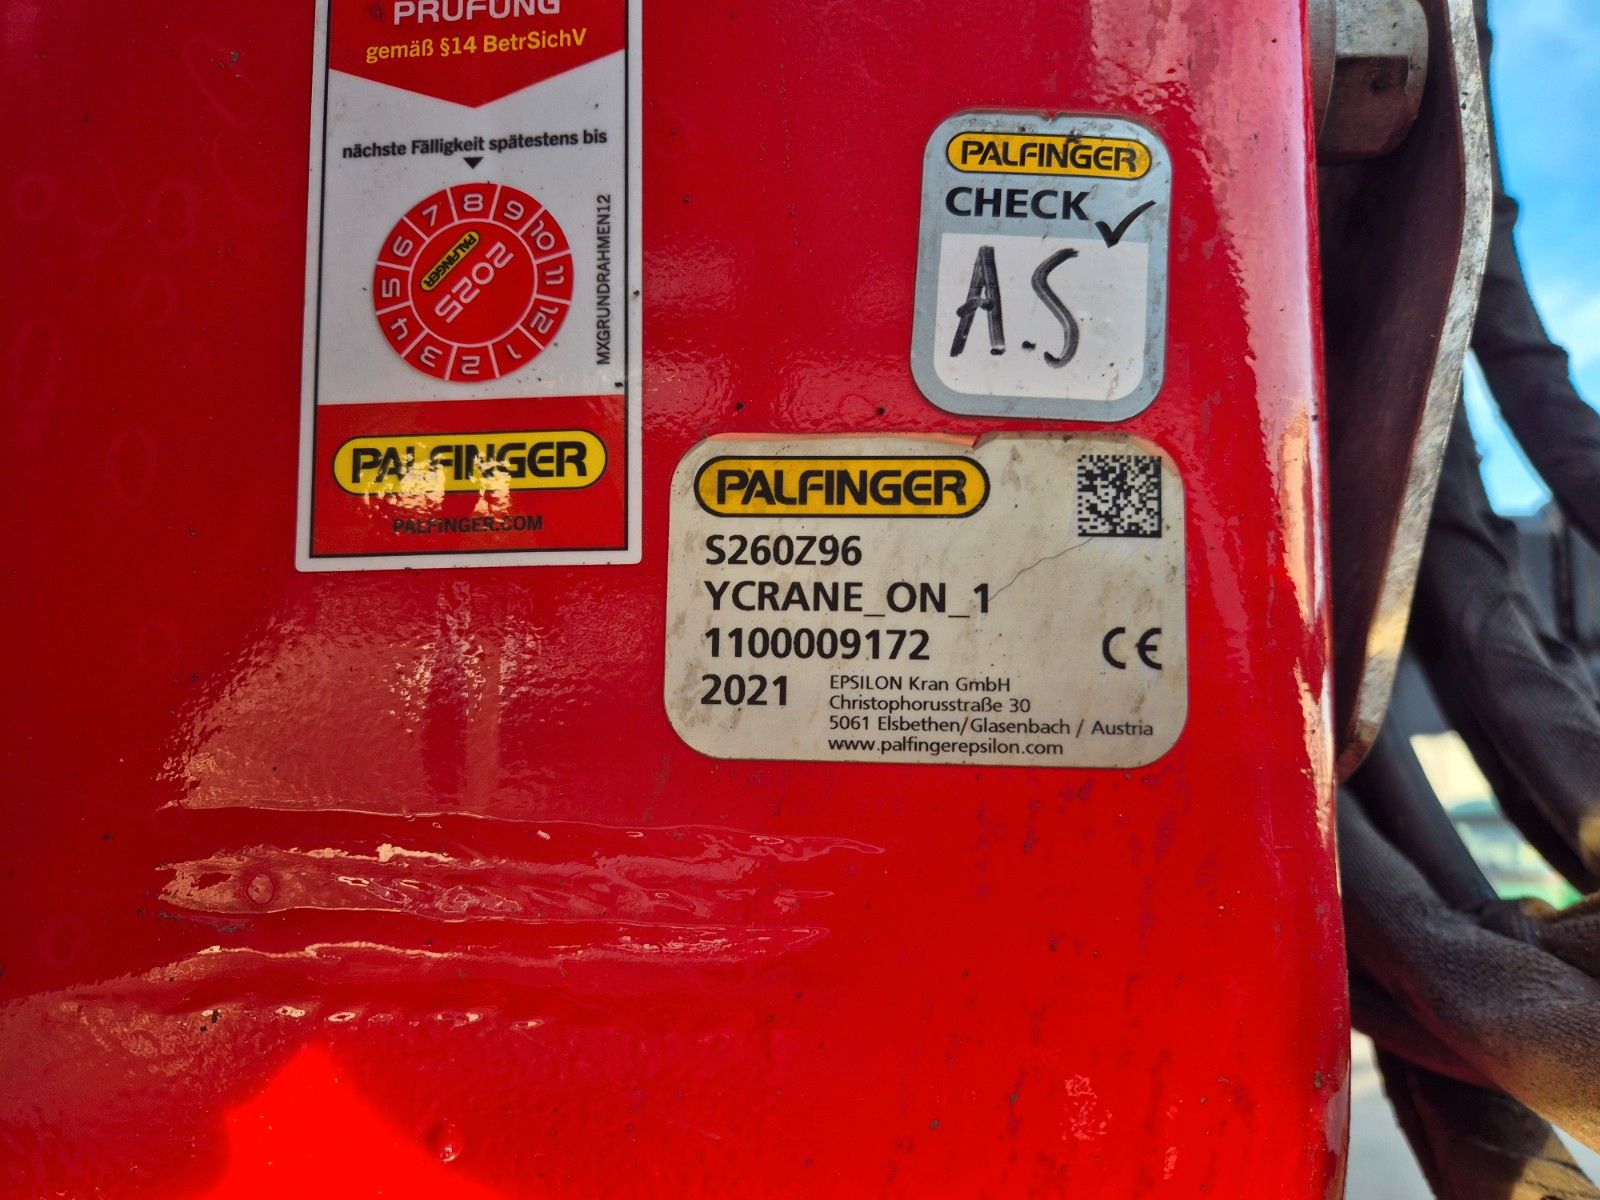 PRÜFUNG
gemäß §14 BetrSichV
nächste Fälligkeit spätestens bis
1 2 3 4 5 6 7 8 9 10 11 12
PALFINGER
2025
MXGRUNDRAHMEN12
PALFINGER
PALFINGER.COM
PALFINGER
CHECK
A.S
PALFINGER
S260Z96
YCRANE_ON_1
1100009172
CE
2021
EPSILON Kran GmbH
Christophorusstraße 30
5061 Elsbethen/Glasenbach / Austria
www.palfingerepsilon.com